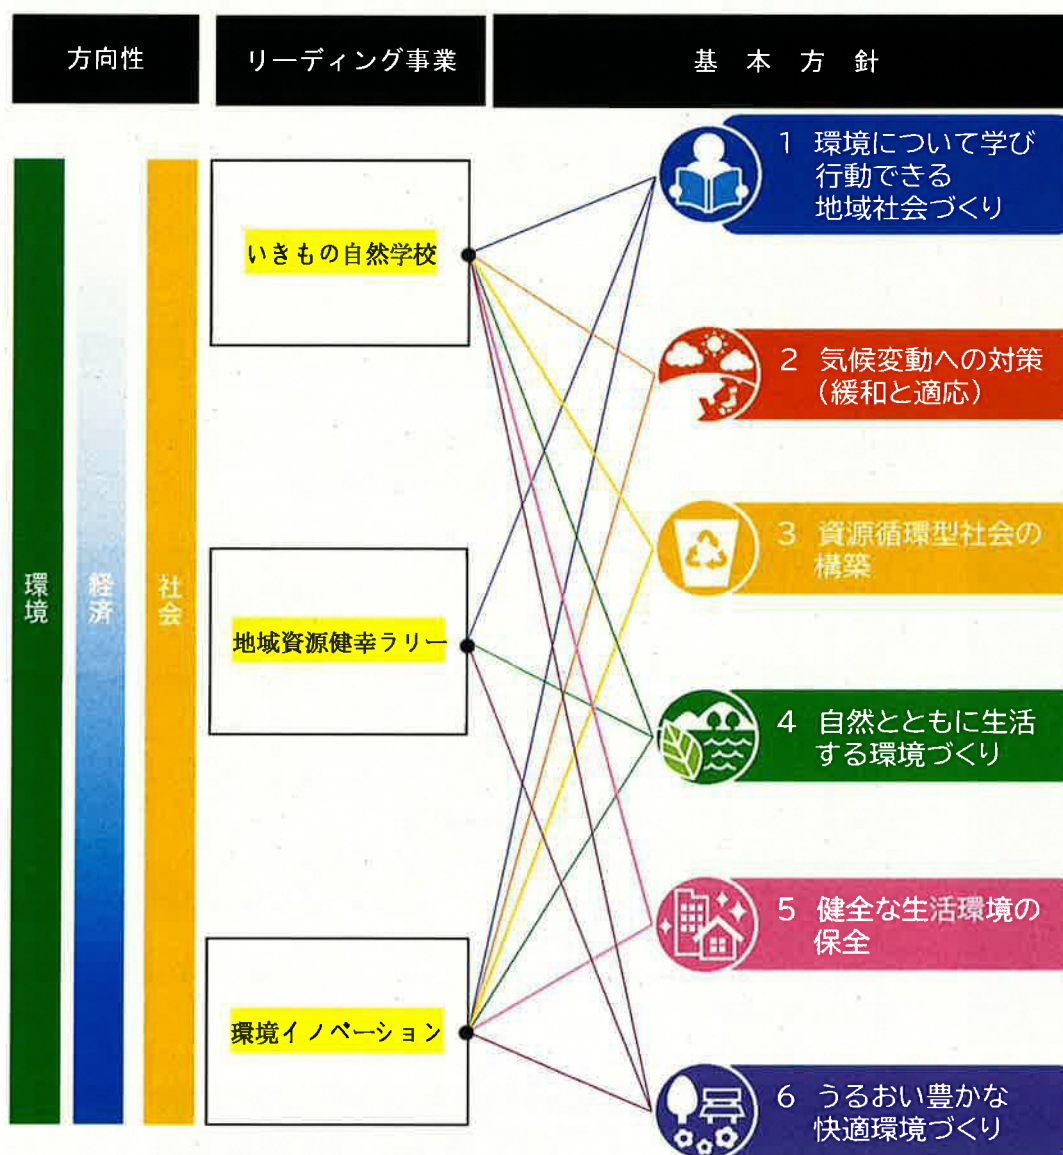 方向性
リーディング事業
基本方針
環境
経済
社会
いきもの自然学校
地域資源健幸ラリー
環境イノベーション
1 環境について学び
行動できる
地域社会づくり
2 気候変動への対策
（緩和と適応）
3 資源循環型社会の
構築
4 自然とともに生活
する環境づくり
5 健全な生活環境の
保全
6 うるおい豊かな
快適環境づくり